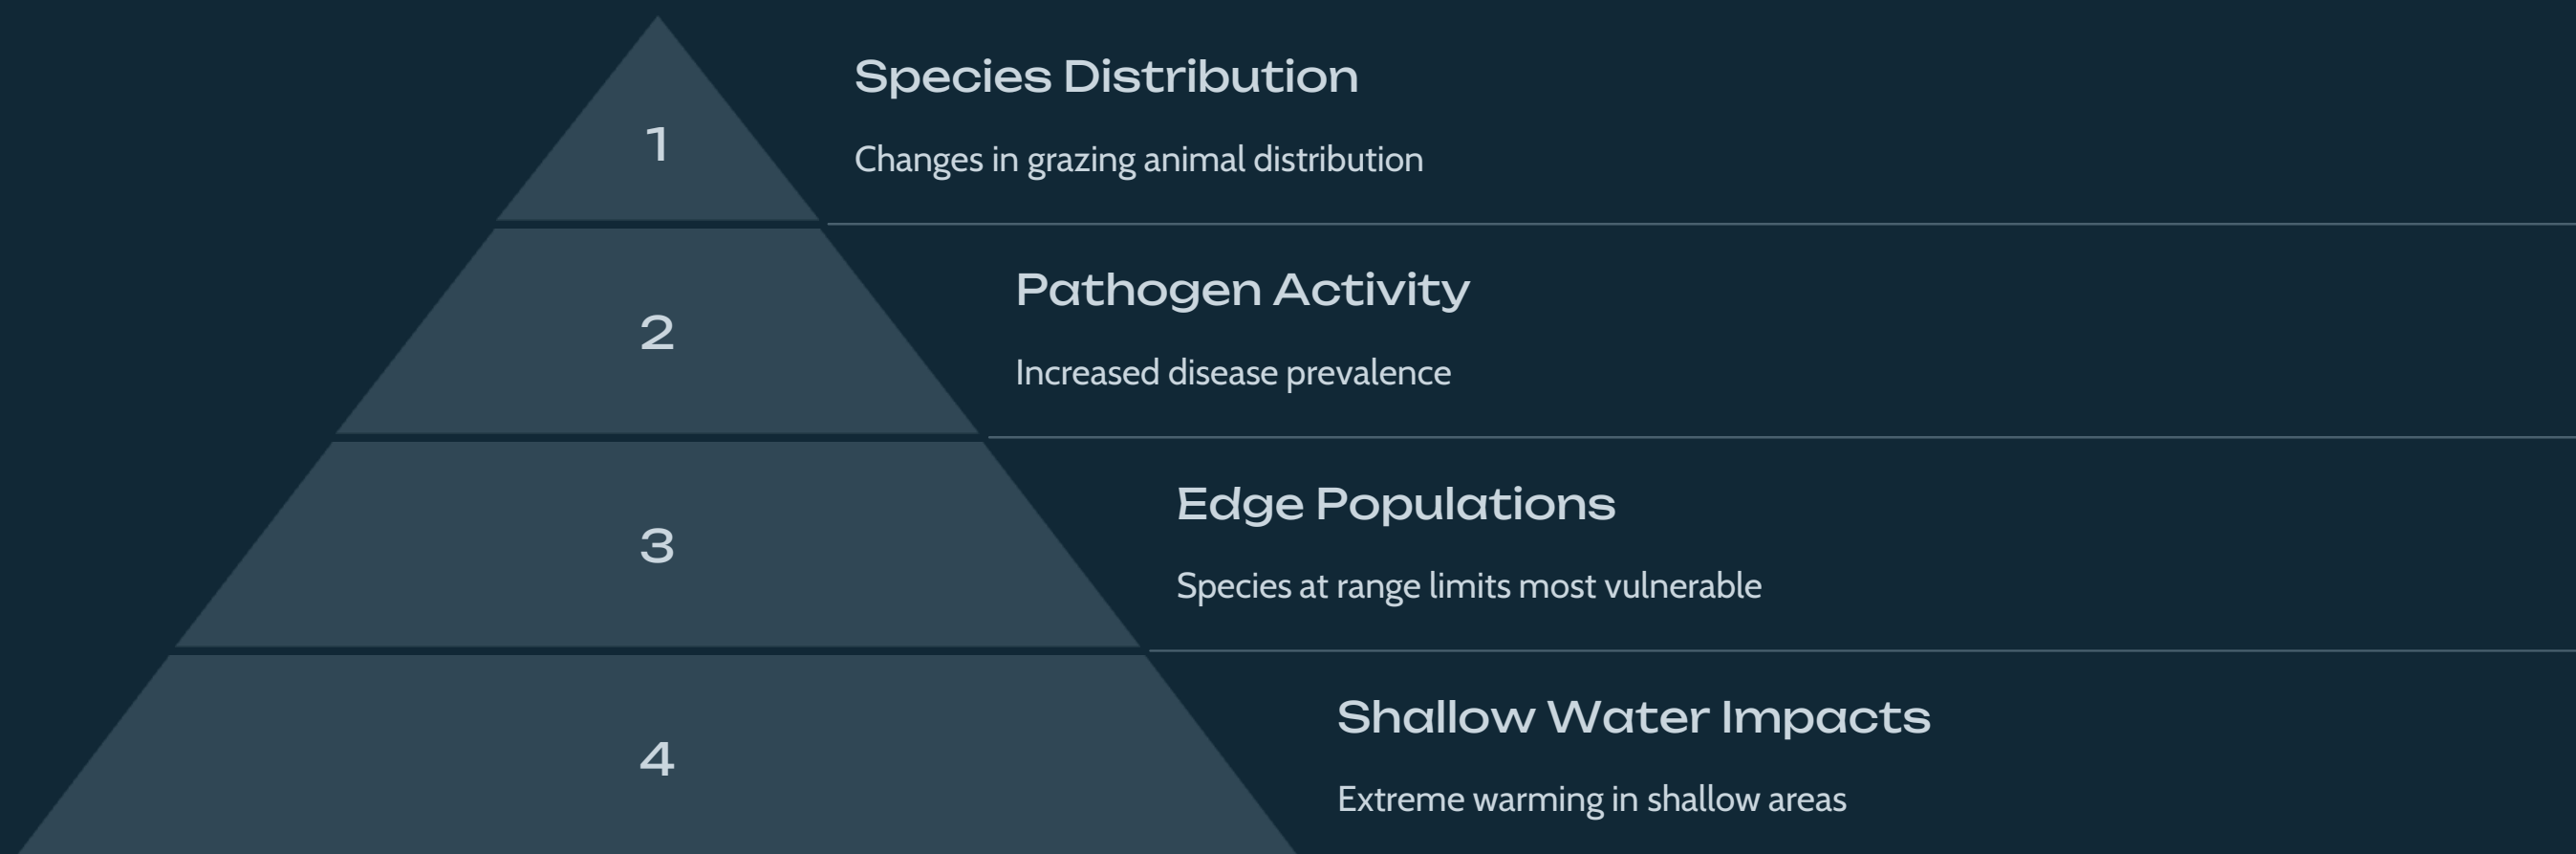 1
Species Distribution
Changes in grazing animal distribution
2
Pathogen Activity
Increased disease prevalence
3
Edge Populations
Species at range limits most vulnerable
4
Shallow Water Impacts
Extreme warming in shallow areas